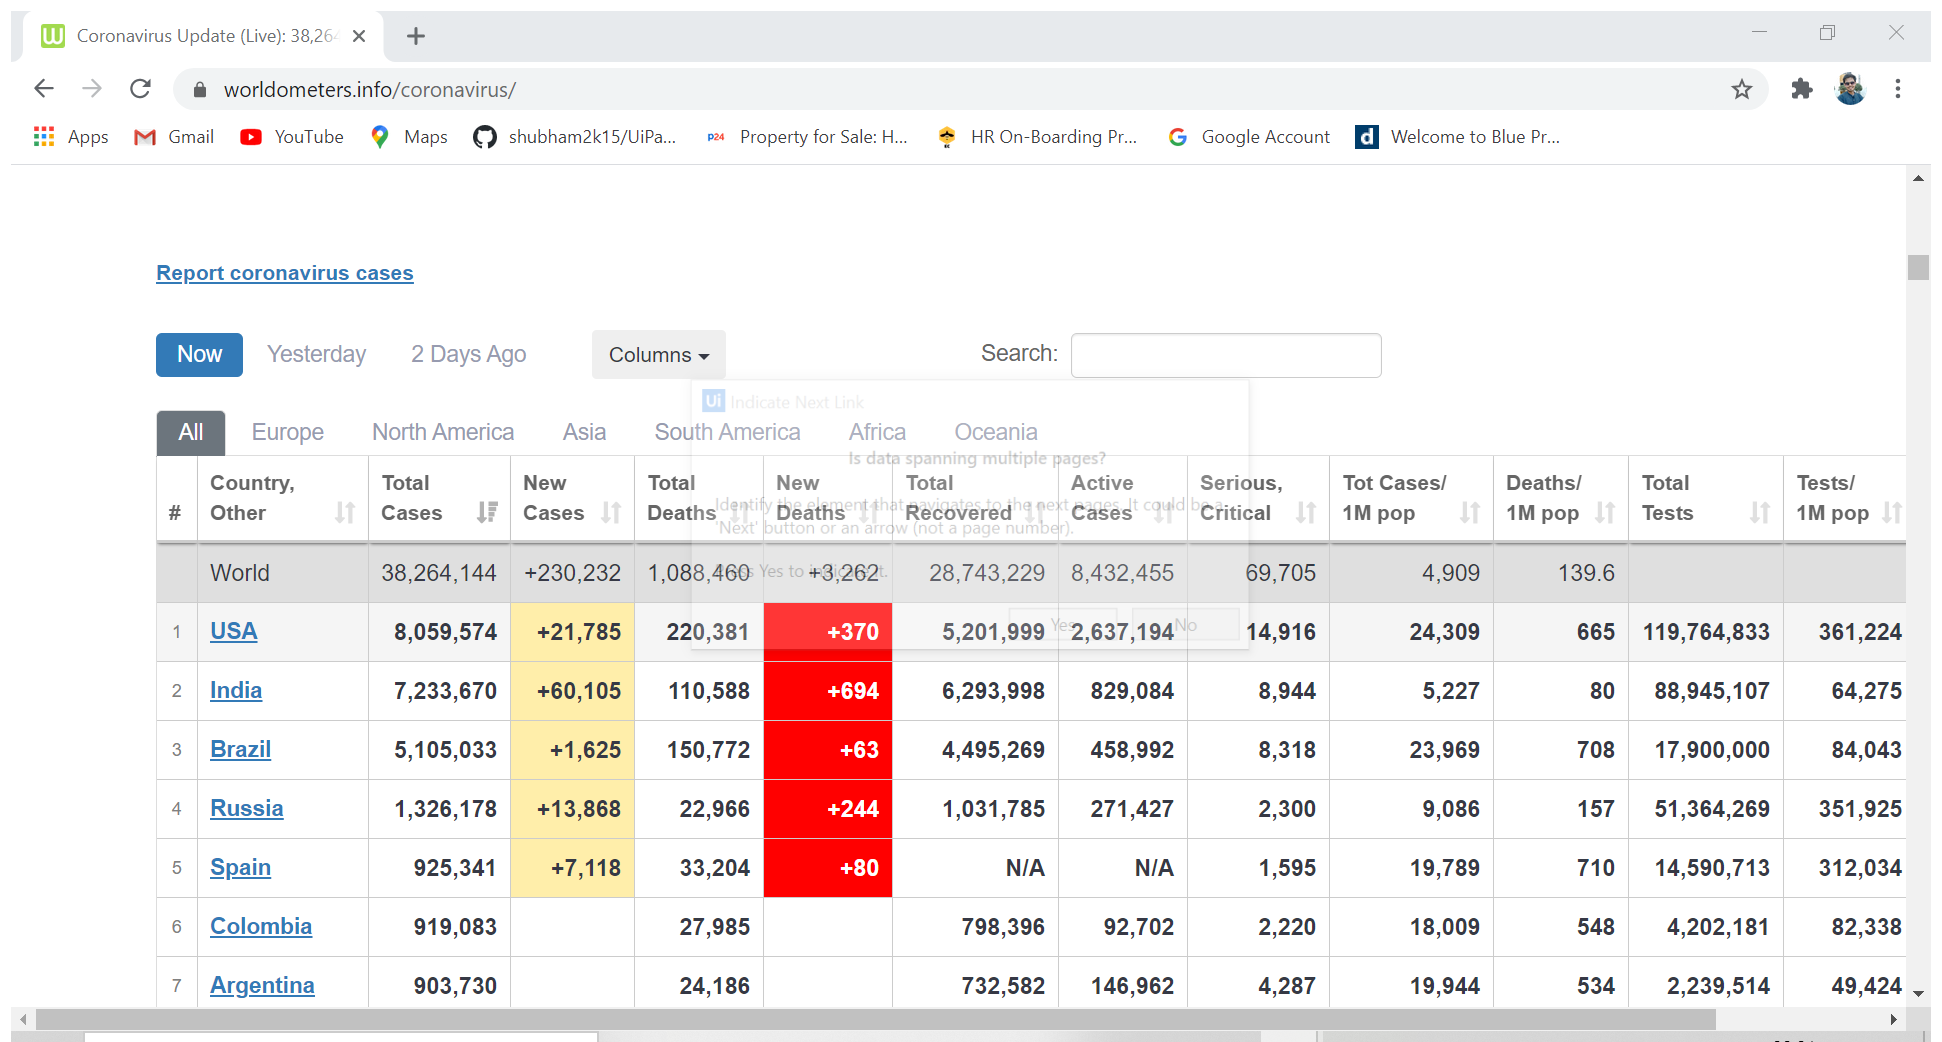 Coronavirus Update (Live): 38,264
worldometers.info/coronavirus/
Apps Gmail YouTube Maps shubham2k15/UiPa... P24 Property for Sale: H... HR On-Boarding Pr... Google Account d Welcome to Blue Pr...
Report coronavirus cases
Now Yesterday 2 Days Ago Columns Search:
Ui Indicate Next Link
All Europe North America Asia South America Africa Oceania
Is data spanning multiple pages?
Identify the element that navigates to the next pages. It could be a
'Next' button or an arrow (not a page number).
Press Yes to indicate it.
Yes No
# Country, Other Total Cases New Cases Total Deaths New Deaths Total Recovered Active Cases Serious, Critical Tot Cases/ 1M pop Deaths/ 1M pop Total Tests Tests/ 1M pop
World 38,264,144 +230,232 1,088,460 +3,262 28,743,229 8,432,455 69,705 4,909 139.6
1 USA 8,059,574 +21,785 220,381 +370 5,201,999 2,637,194 14,916 24,309 665 119,764,833 361,224
2 India 7,233,670 +60,105 110,588 +694 6,293,998 829,084 8,944 5,227 80 88,945,107 64,275
3 Brazil 5,105,033 +1,625 150,772 +63 4,495,269 458,992 8,318 23,969 708 17,900,000 84,043
4 Russia 1,326,178 +13,868 22,966 +244 1,031,785 271,427 2,300 9,086 157 51,364,269 351,925
5 Spain 925,341 +7,118 33,204 +80 N/A N/A 1,595 19,789 710 14,590,713 312,034
6 Colombia 919,083 27,985 798,396 92,702 2,220 18,009 548 4,202,181 82,338
7 Argentina 903,730 24,186 732,582 146,962 4,287 19,944 534 2,239,514 49,424